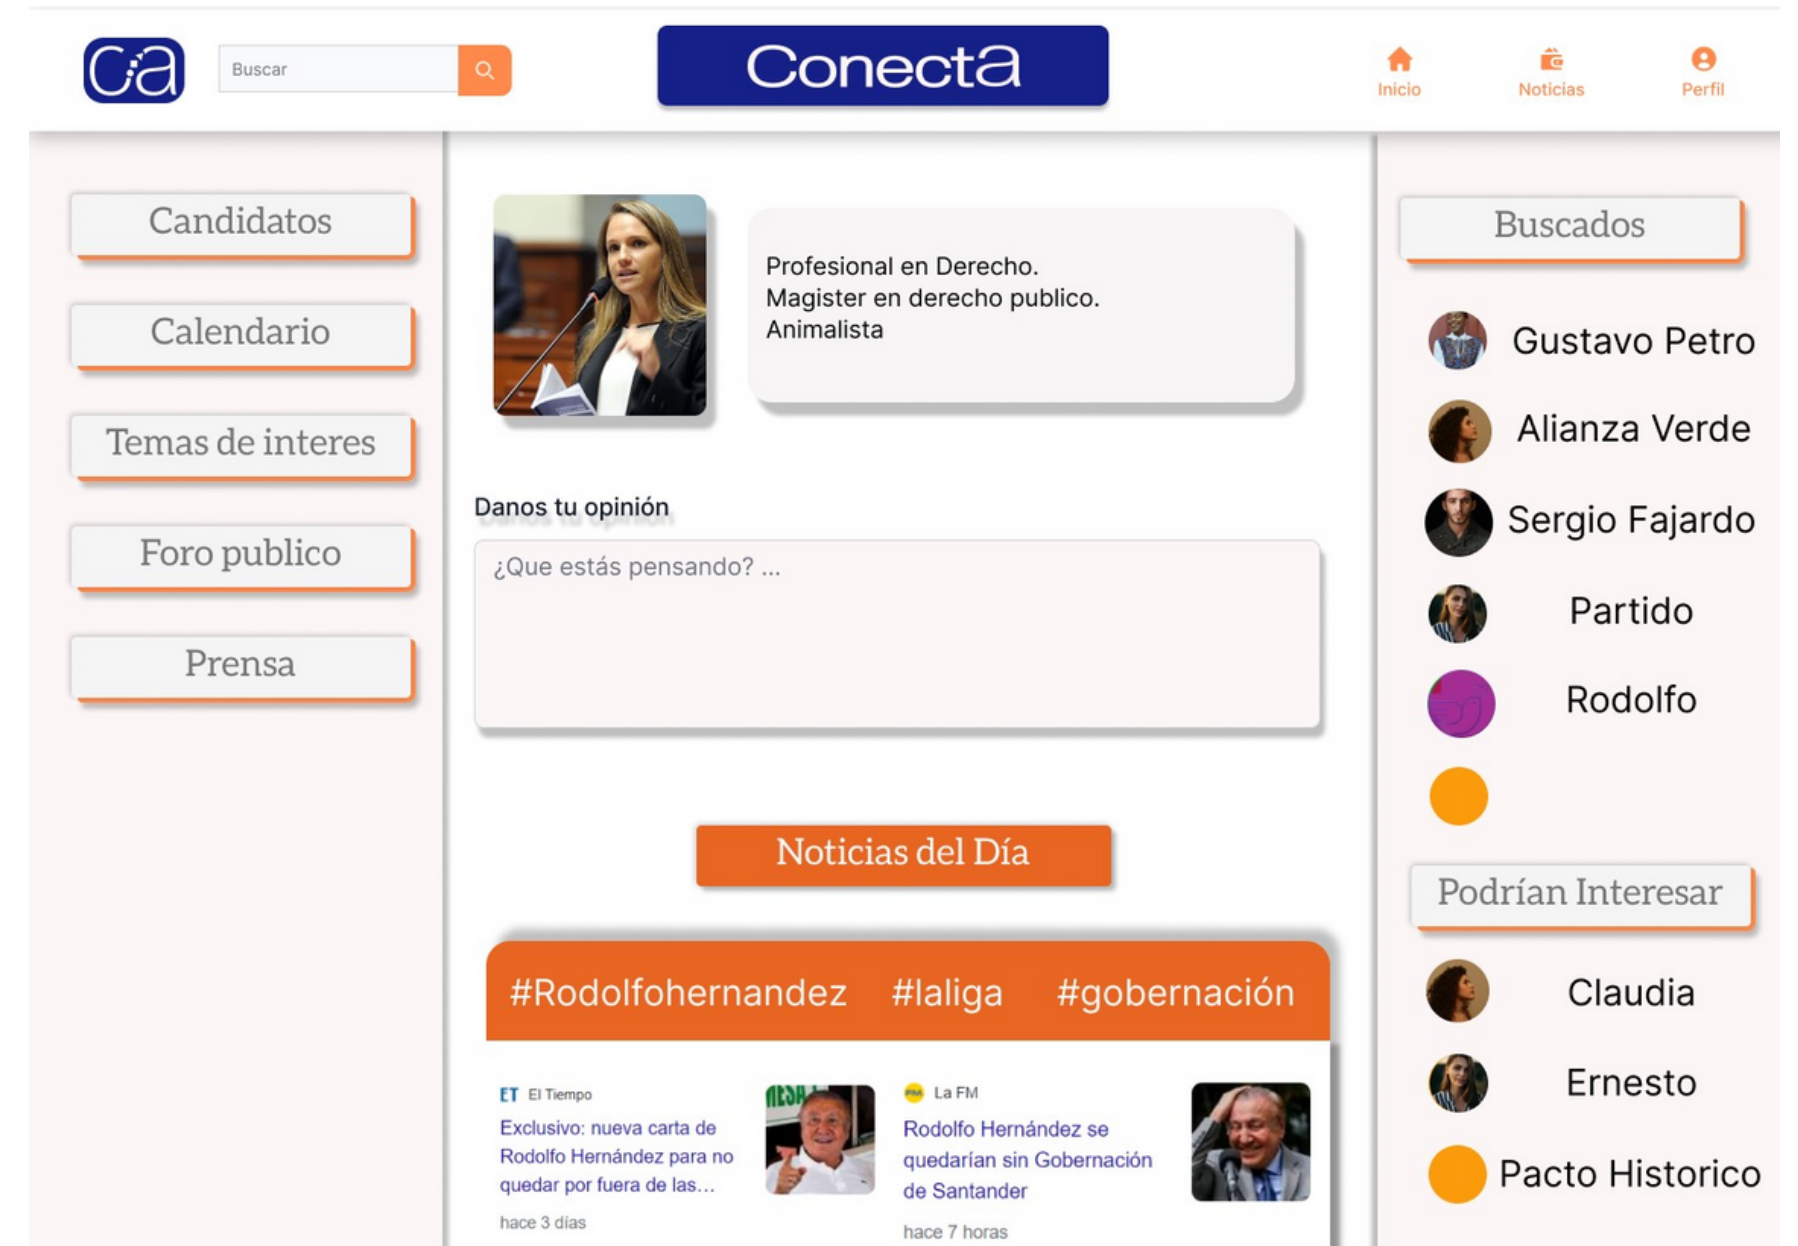 ca
Buscar
Conecta
Inicio
Noticias
Perfil
Candidatos
Calendario
Temas de interes
Foro publico
Prensa
Profesional en Derecho.
Magister en derecho publico.
Animalista
Danos tu opinión
¿Que estás pensando? ...
Noticias del Día
#Rodolfohernandez #laliga #gobernación
ET El Tiempo
Exclusivo: nueva carta de
Rodolfo Hernández para no
quedar por fuera de las...
hace 3 días
FM La FM
Rodolfo Hernández se
quedarían sin Gobernación
de Santander
hace 7 horas
Buscados
Gustavo Petro
Alianza Verde
Sergio Fajardo
Partido
Rodolfo
Podrían Interesar
Claudia
Ernesto
Pacto Historico